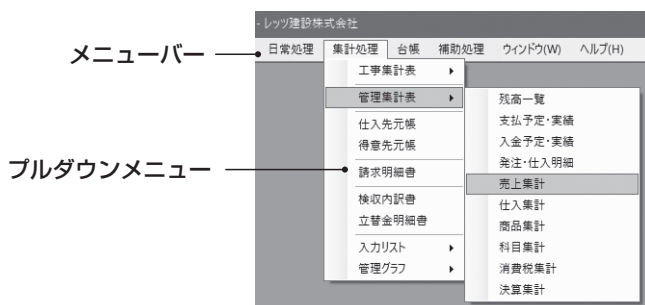 - レッツ建設株式会社
メニューバー
日常処理 集計処理 台帳 補助処理 ウィンドウ(W) ヘルプ(H)
工事集計表
管理集計表
仕入先元帳
得意先元帳
プルダウンメニュー
請求明細書
検収内訳書
立替金明細書
入力リスト
管理グラフ
残高一覧
支払予定・実績
入金予定・実績
発注・仕入明細
売上集計
仕入集計
商品集計
科目集計
消費税集計
決算集計